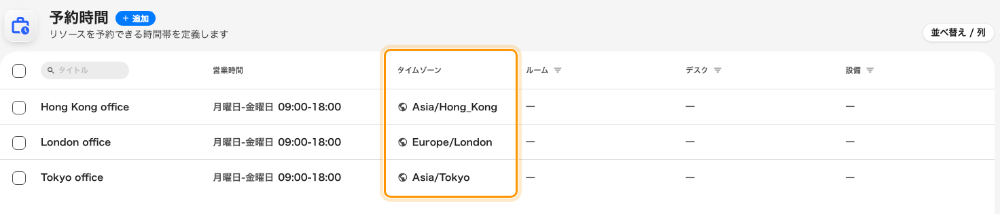 予約時間 + 追加
リソースを予約できる時間帯を定義します
並べ替え / 列
タイトル 営業時間 タイムゾーン ルーム デスク 設備
Hong Kong office 月曜日-金曜日 09:00-18:00 Asia/Hong_Kong — — —
London office 月曜日-金曜日 09:00-18:00 Europe/London — — —
Tokyo office 月曜日-金曜日 09:00-18:00 Asia/Tokyo — — —